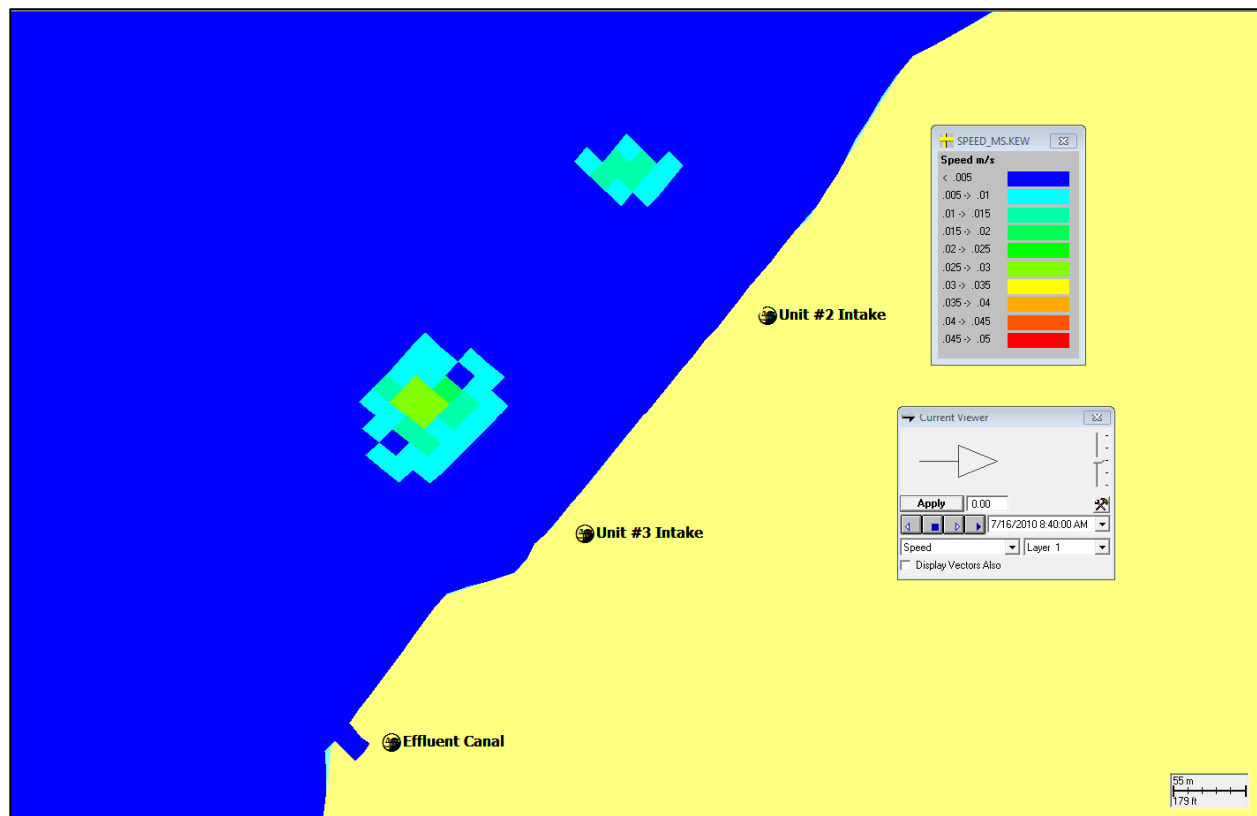 SPEED_MS.KEW
Speed m/s
< .005
.005 -> .01
.01 -> .015
.015 -> .02
.02 -> .025
.025 -> .03
.03 -> .035
.035 -> .04
.04 -> .045
.045 -> .05
Unit #2 Intake
Current Viewer
Apply 0.00
7/16/2010 8:40:00 AM
Speed Layer 1
Display Vectors Also
Unit #3 Intake
Effluent Canal
55 m
179 ft